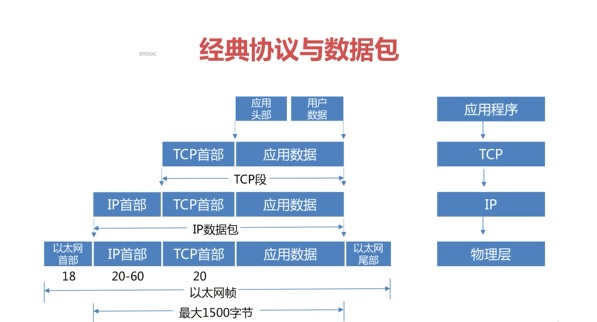 imooc
经典协议与数据包
应用
头部
用户
数据
应用程序
TCP首部
应用数据
TCP
TCP段
IP首部
TCP首部
应用数据
IP
IP数据包
以太网
首部
IP首部
TCP首部
应用数据
以太网
尾部
物理层
18
20-60
20
以太网帧
最大1500字节